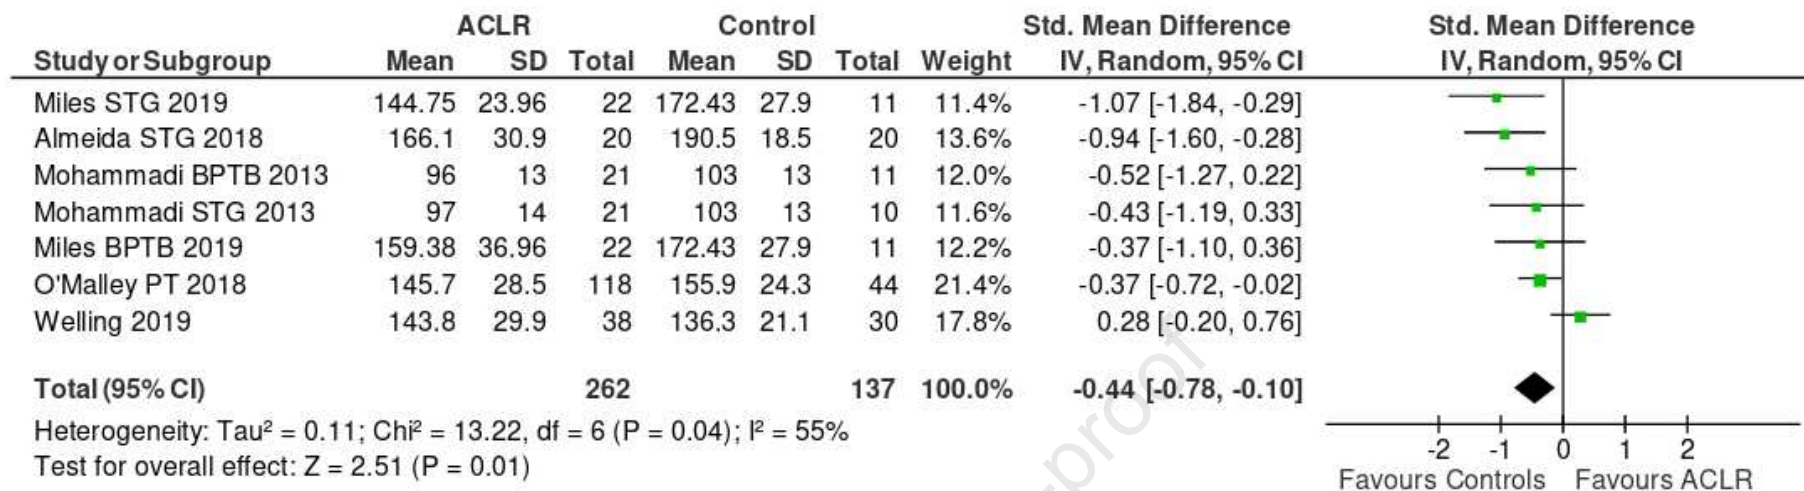 ACLR Control Std. Mean Difference Std. Mean Difference
Study or Subgroup Mean SD Total Mean SD Total Weight IV, Random, 95% CI IV, Random, 95% CI
Miles STG 2019 144.75 23.96 22 172.43 27.9 11 11.4% -1.07 [-1.84, -0.29]
Almeida STG 2018 166.1 30.9 20 190.5 18.5 20 13.6% -0.94 [-1.60, -0.28]
Mohammadi BPTB 2013 96 13 21 103 13 11 12.0% -0.52 [-1.27, 0.22]
Mohammadi STG 2013 97 14 21 103 13 10 11.6% -0.43 [-1.19, 0.33]
Miles BPTB 2019 159.38 36.96 22 172.43 27.9 11 12.2% -0.37 [-1.10, 0.36]
O'Malley PT 2018 145.7 28.5 118 155.9 24.3 44 21.4% -0.37 [-0.72, -0.02]
Welling 2019 143.8 29.9 38 136.3 21.1 30 17.8% 0.28 [-0.20, 0.76]
Total (95% CI) 262 137 100.0% -0.44 [-0.78, -0.10]
Heterogeneity: Tau² = 0.11; Chi² = 13.22, df = 6 (P = 0.04); I² = 55%
Test for overall effect: Z = 2.51 (P = 0.01)
-2 -1 0 1 2
Favours Controls Favours ACLR
proof